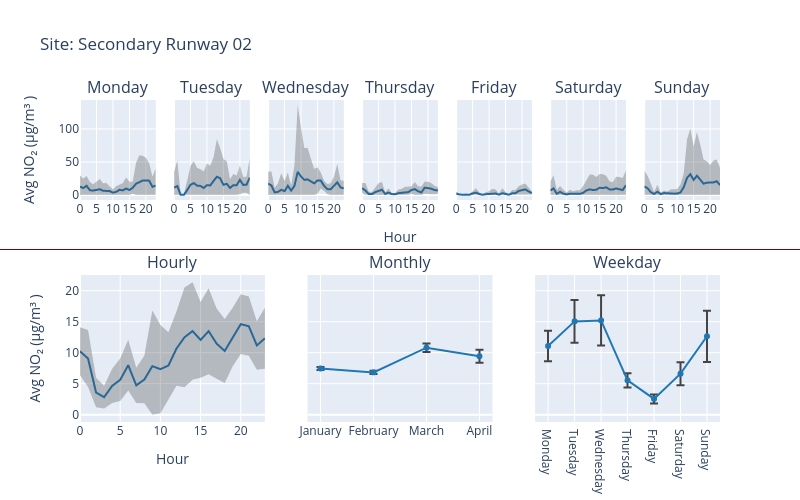 Site: Secondary Runway 02
Monday Tuesday Wednesday Thursday Friday Saturday Sunday
Avg NO₂ (µg/m³ )
100
50
0
0 5 10 15 20 0 5 10 15 20 0 5 10 15 20 0 5 10 15 20 0 5 10 15 20 0 5 10 15 20 0 5 10 15 20
Hour
Hourly Monthly Weekday
Avg NO₂ (µg/m³ )
20
15
10
5
0
0 5 10 15 20
Hour
January February March April
Monday Tuesday Wednesday Thursday Friday Saturday Sunday